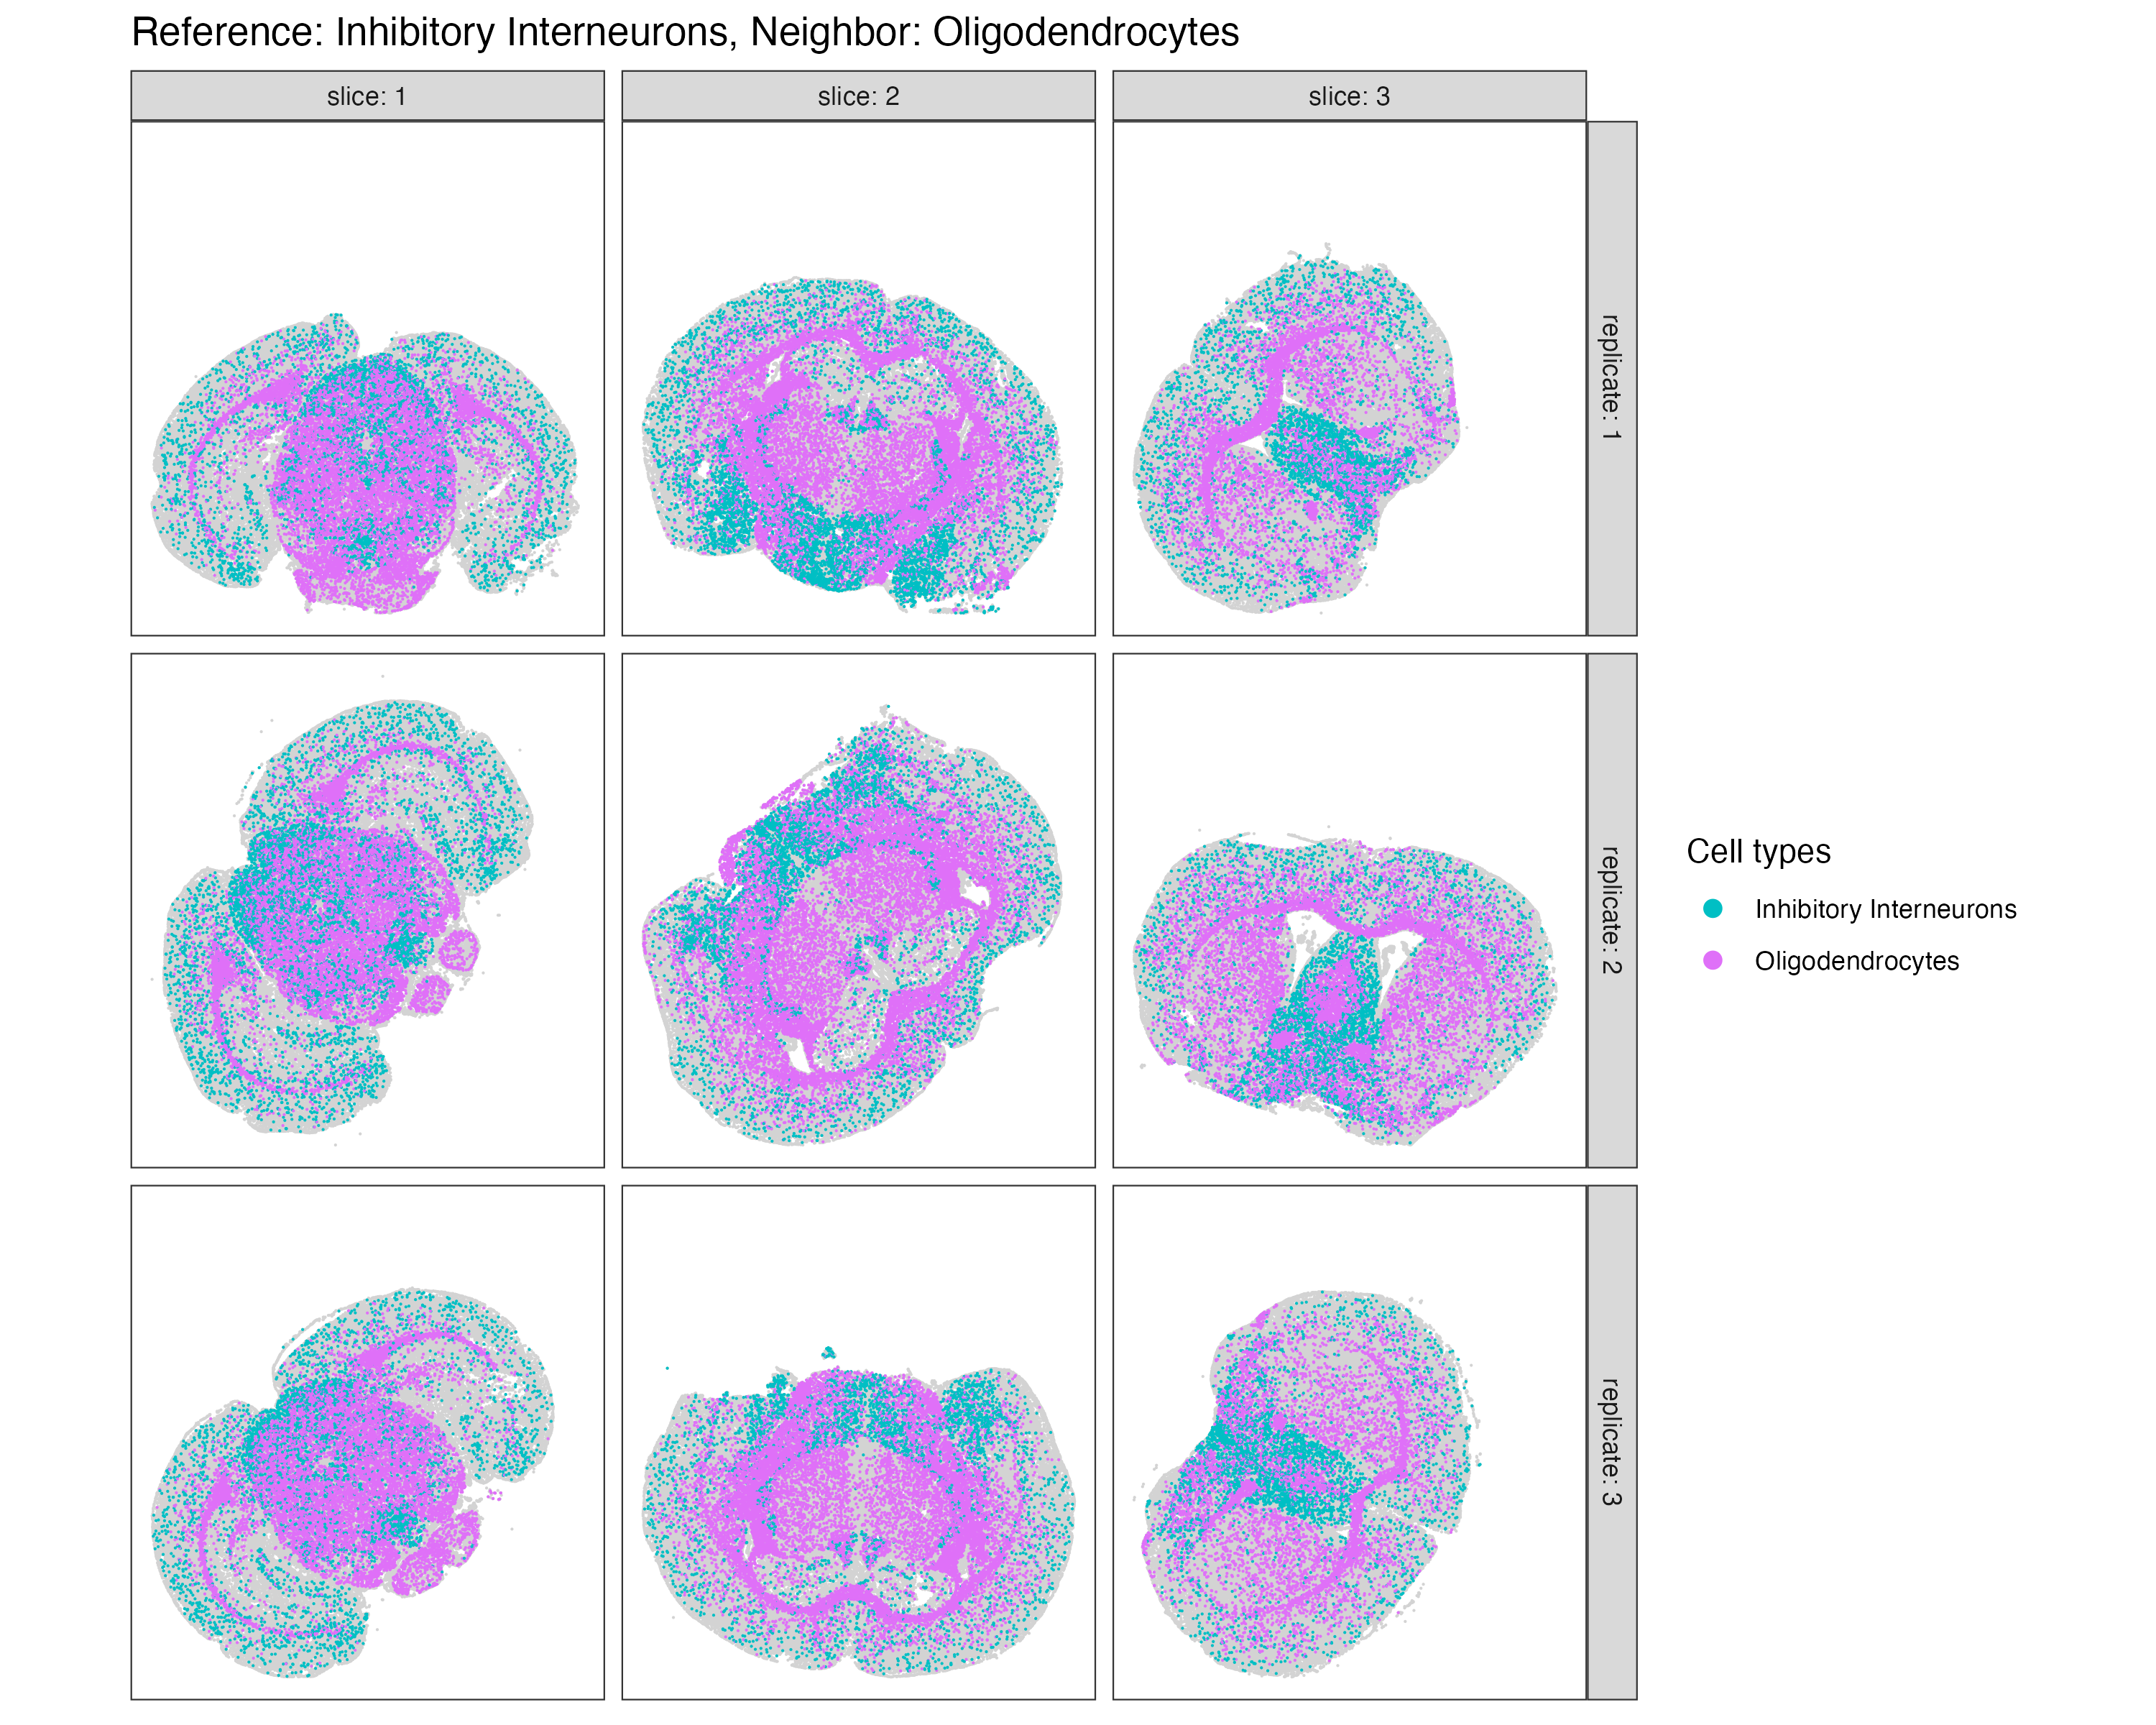 Reference: Inhibitory Interneurons, Neighbor: Oligodendrocytes
slice: 1
slice: 2
slice: 3
replicate: 1
replicate: 2
replicate: 3
Cell types
Inhibitory Interneurons
Oligodendrocytes